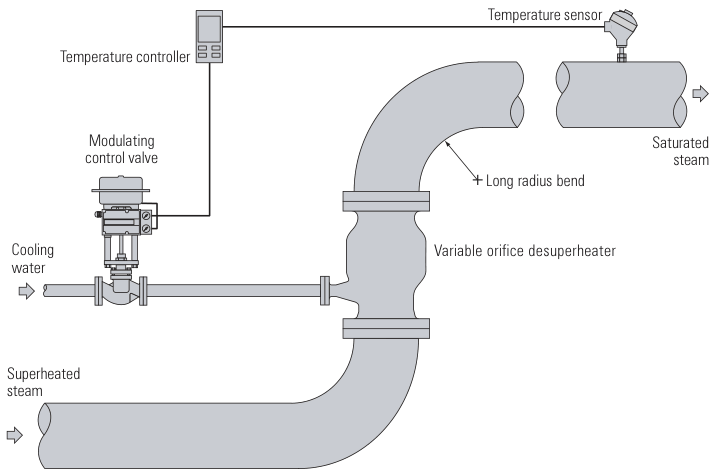 Temperature sensor
Temperature controller
Saturated
steam
Modulating
control valve
Long radius bend
Cooling
water
Variable orifice desuperheater
Superheated
steam